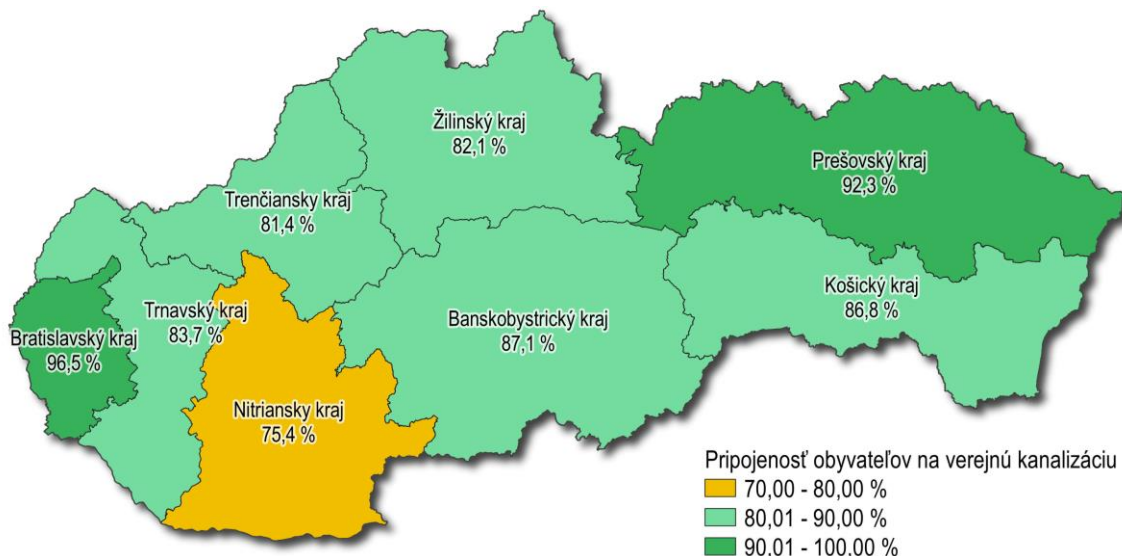 Žilinský kraj
82,1 %
Prešovský kraj
92,3 %
Trenčiansky kraj
81,4 %
Košický kraj
86,8 %
Trnavský kraj
83,7 %
Banskobystrický kraj
87,1 %
Bratislavský kraj
96,5 %
Nitriansky kraj
75,4 %
Pripojenosť obyvateľov na verejnú kanalizáciu
70,00 - 80,00 %
80,01 - 90,00 %
90.01 - 100.00 %